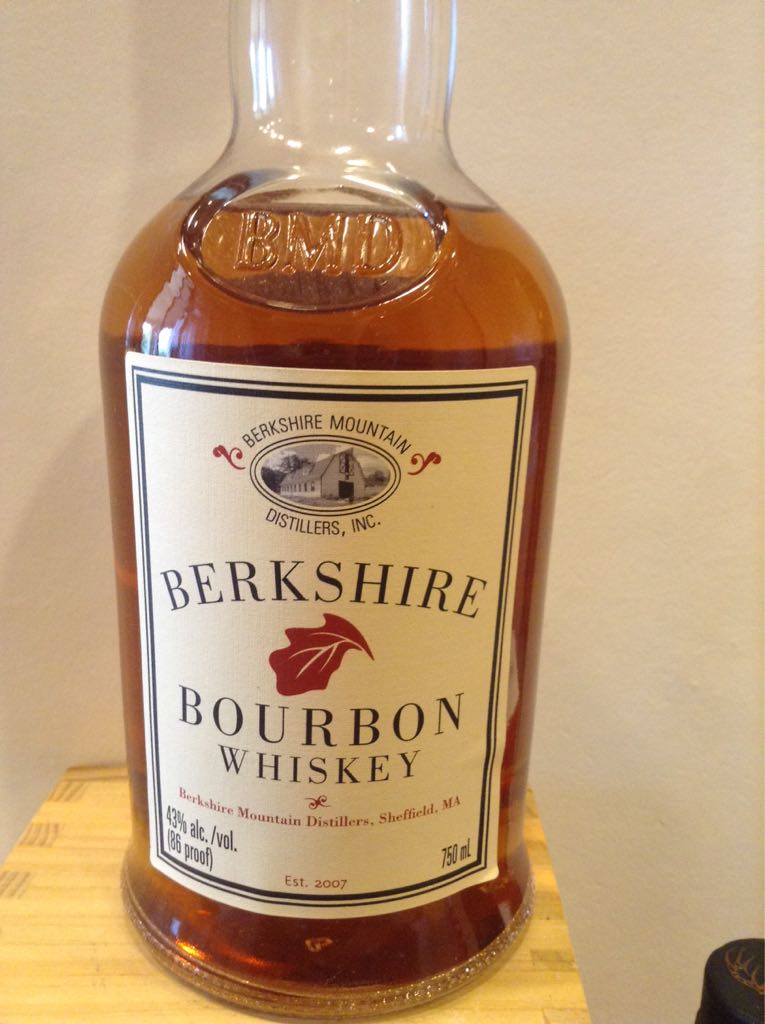 BMD
BERKSHIRE MOUNTAIN
DISTILLERS, INC.
BERKSHIRE
BOURBON
WHISKEY
Berkshire Mountain Distillers, Sheffield, MA
43% alc./vol.
(86 proof)
750 mL
Est. 2007